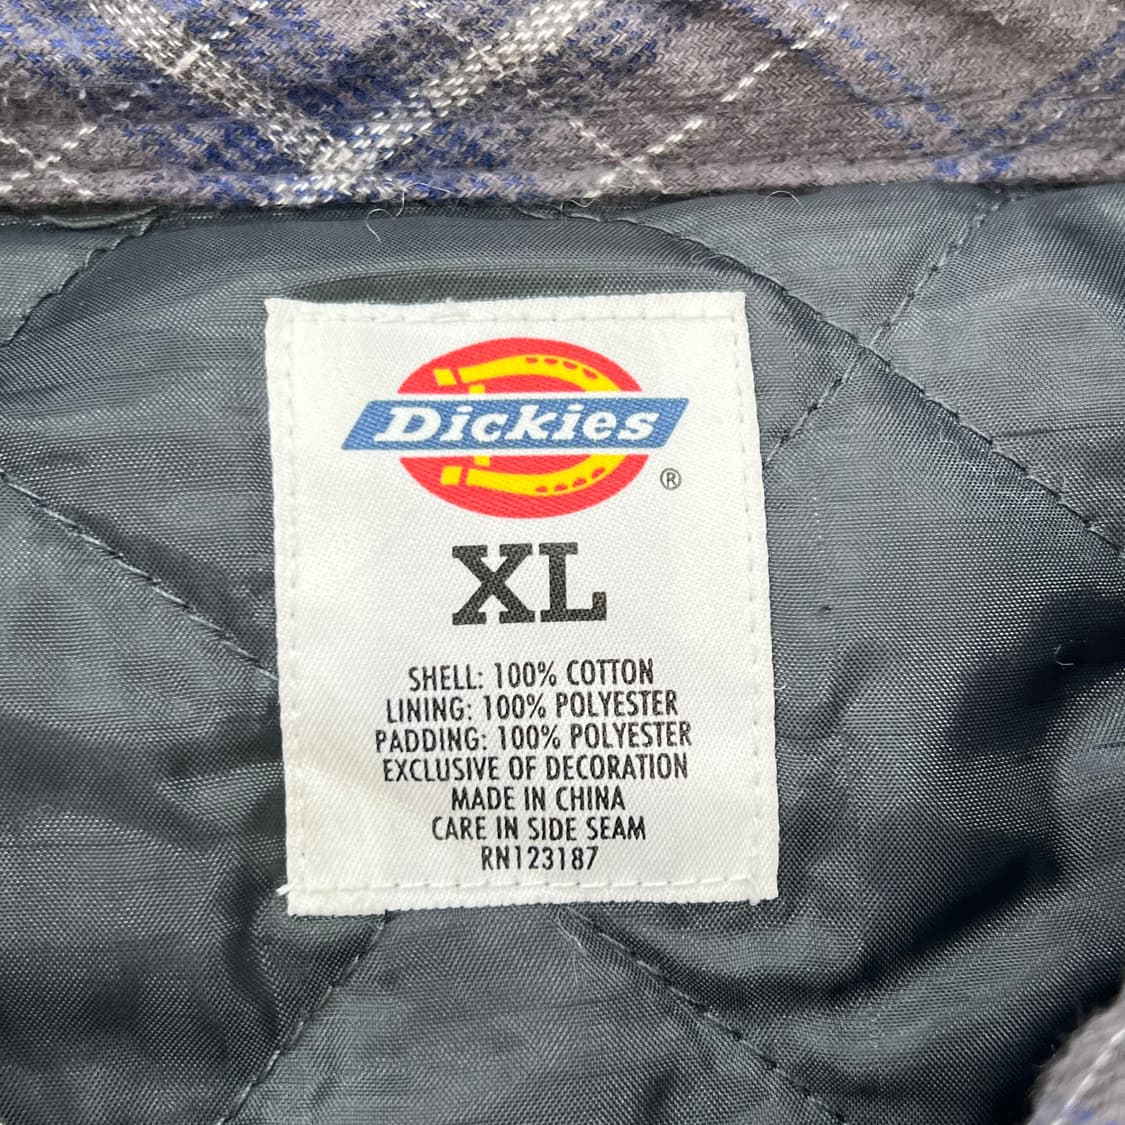 Dickies
®
XL
SHELL: 100% COTTON
LINING: 100% POLYESTER
PADDING: 100% POLYESTER
EXCLUSIVE OF DECORATION
MADE IN CHINA
CARE IN SIDE SEAM
RN123187